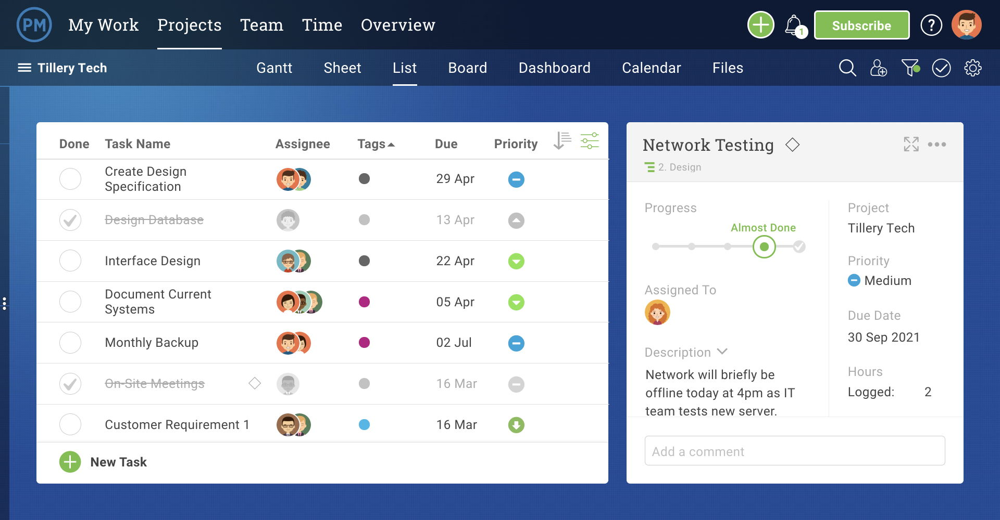 PM My Work Projects Team Time Overview 1 Subscribe ?
Tillery Tech Gantt Sheet List Board Dashboard Calendar Files
Done Task Name Assignee Tags Due Priority
Create Design
Specification
29 Apr
Design Database 13 Apr
Interface Design 22 Apr
Document Current
Systems
05 Apr
Monthly Backup 02 Jul
On-Site Meetings 16 Mar
Customer Requirement 1 16 Mar
New Task
Network Testing
2. Design
Progress
Almost Done
Assigned To
Description
Network will briefly be
offline today at 4pm as IT
team tests new server.
Project
Tillery Tech
Priority
Medium
Due Date
30 Sep 2021
Hours
Logged: 2
Add a comment